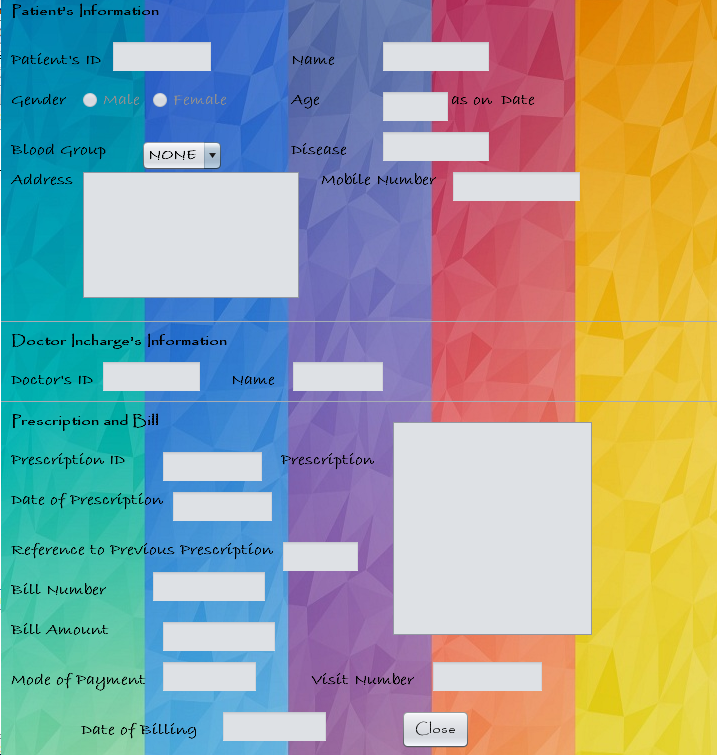 Patient's Information
Patient's ID Name
Gender Male Female Age as on Date
Blood Group NONE Disease
Address Mobile Number
Doctor Incharge's Information
Doctor's ID Name
Prescription and Bill
Prescription ID Prescription
Date of Prescription
Reference to Previous Prescription
Bill Number
Bill Amount
Mode of Payment Visit Number
Date of Billing Close